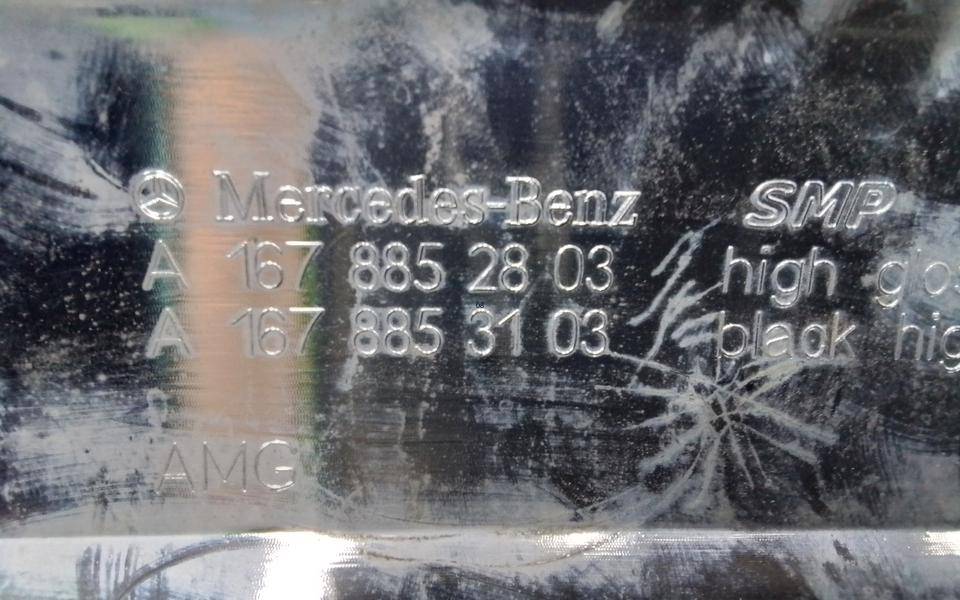 Mercedes-Benz SMP
A 167 885 28 03 high
A 167 885 31 03 black
AMG